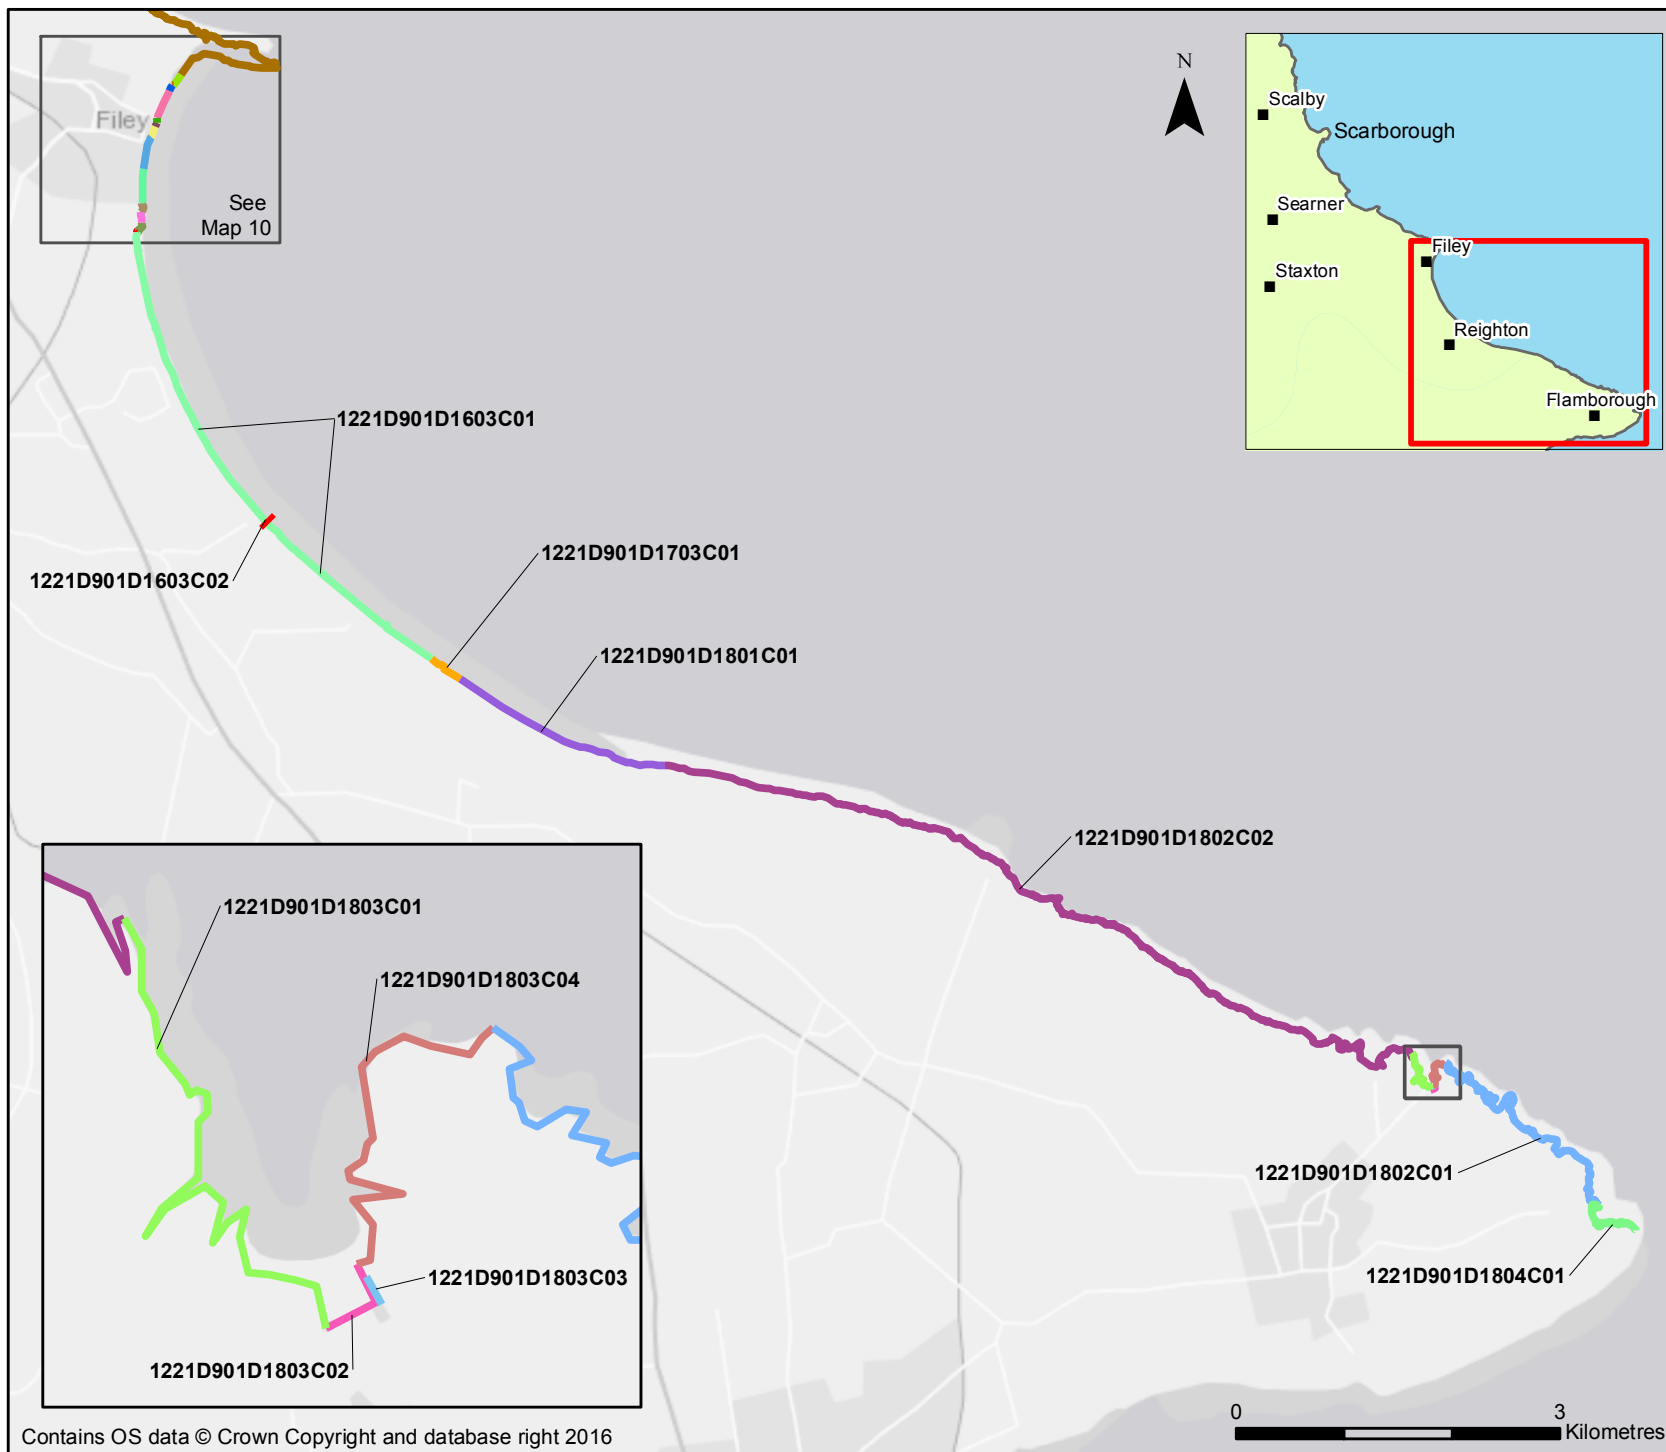 Filey
See
Map 10
N
Scalby
Scarborough
Searner
Staxton
Filey
Reighton
Flamborough
1221D901D1603C01
1221D901D1603C02
1221D901D1703C01
1221D901D1801C01
1221D901D1802C02
1221D901D1803C01
1221D901D1803C04
1221D901D1803C03
1221D901D1803C02
1221D901D1802C01
1221D901D1804C01
0 3
Kilometres
Contains OS data © Crown Copyright and database right 2016